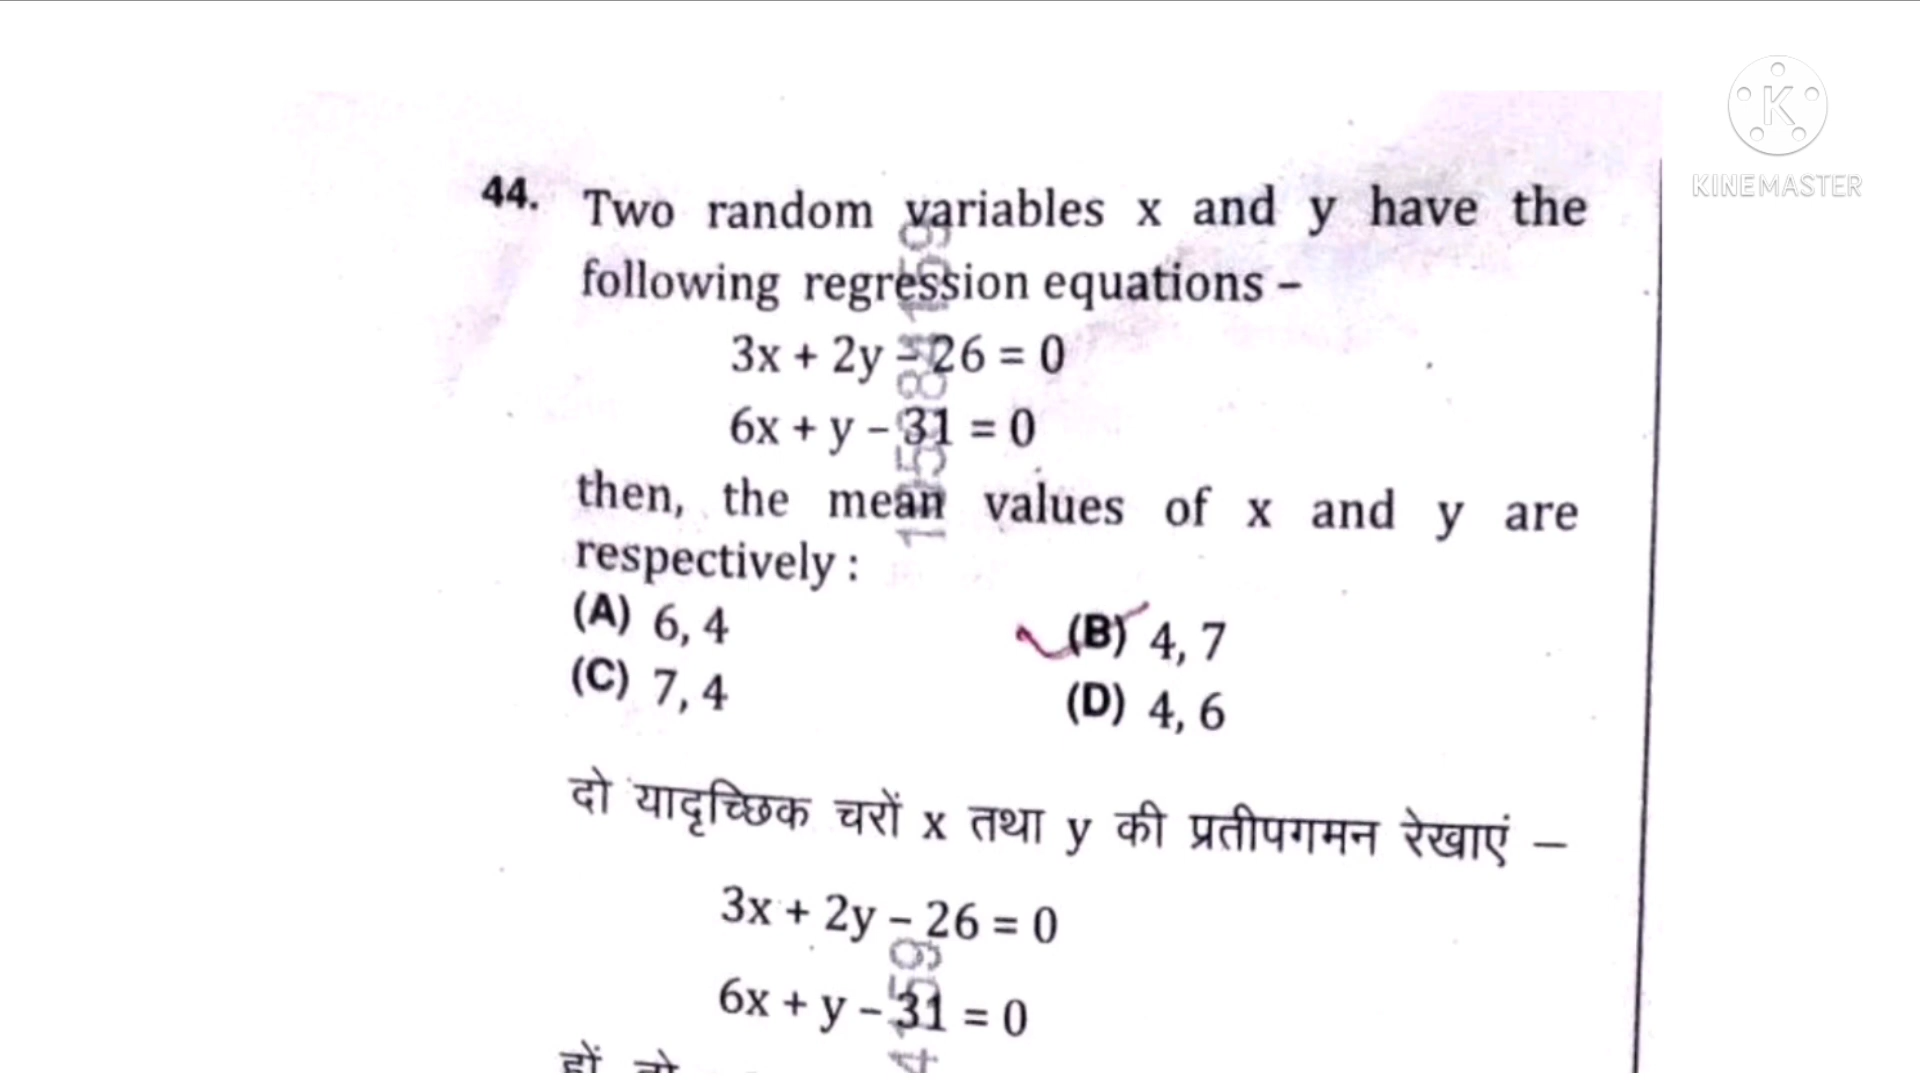 KINEMASTER
44. Two random variables x and y have the
following regression equations –
3x + 2y – 26 = 0
6x + y – 31 = 0
then, the mean values of x and y are
respectively :
(A) 6, 4 (B) 4, 7
(C) 7, 4 (D) 4, 6
दो यादृच्छिक चरों x तथा y की प्रतीपगमन रेखाएं –
3x + 2y – 26 = 0
6x + y – 31 = 0
हों तो